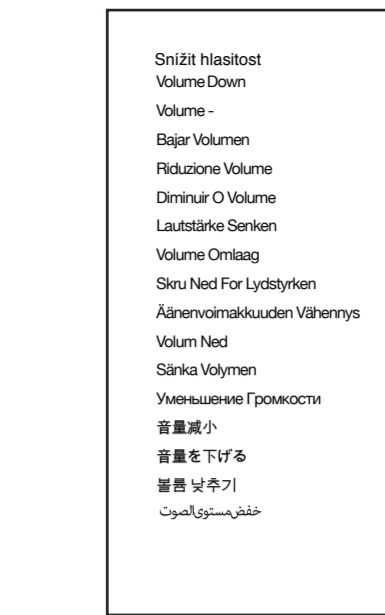 Snížit hlasitost
Volume Down
Volume -
Bajar Volumen
Riduzione Volume
Diminuir O Volume
Lautstärke Senken
Volume Omlaag
Skru Ned For Lydstyrken
Äänenvoimakkuuden Vähennys
Volum Ned
Sänka Volymen
Уменьшение Громкости
音量减小
音量を下げる
볼륨 낮추기
خفض مستوى الصوت